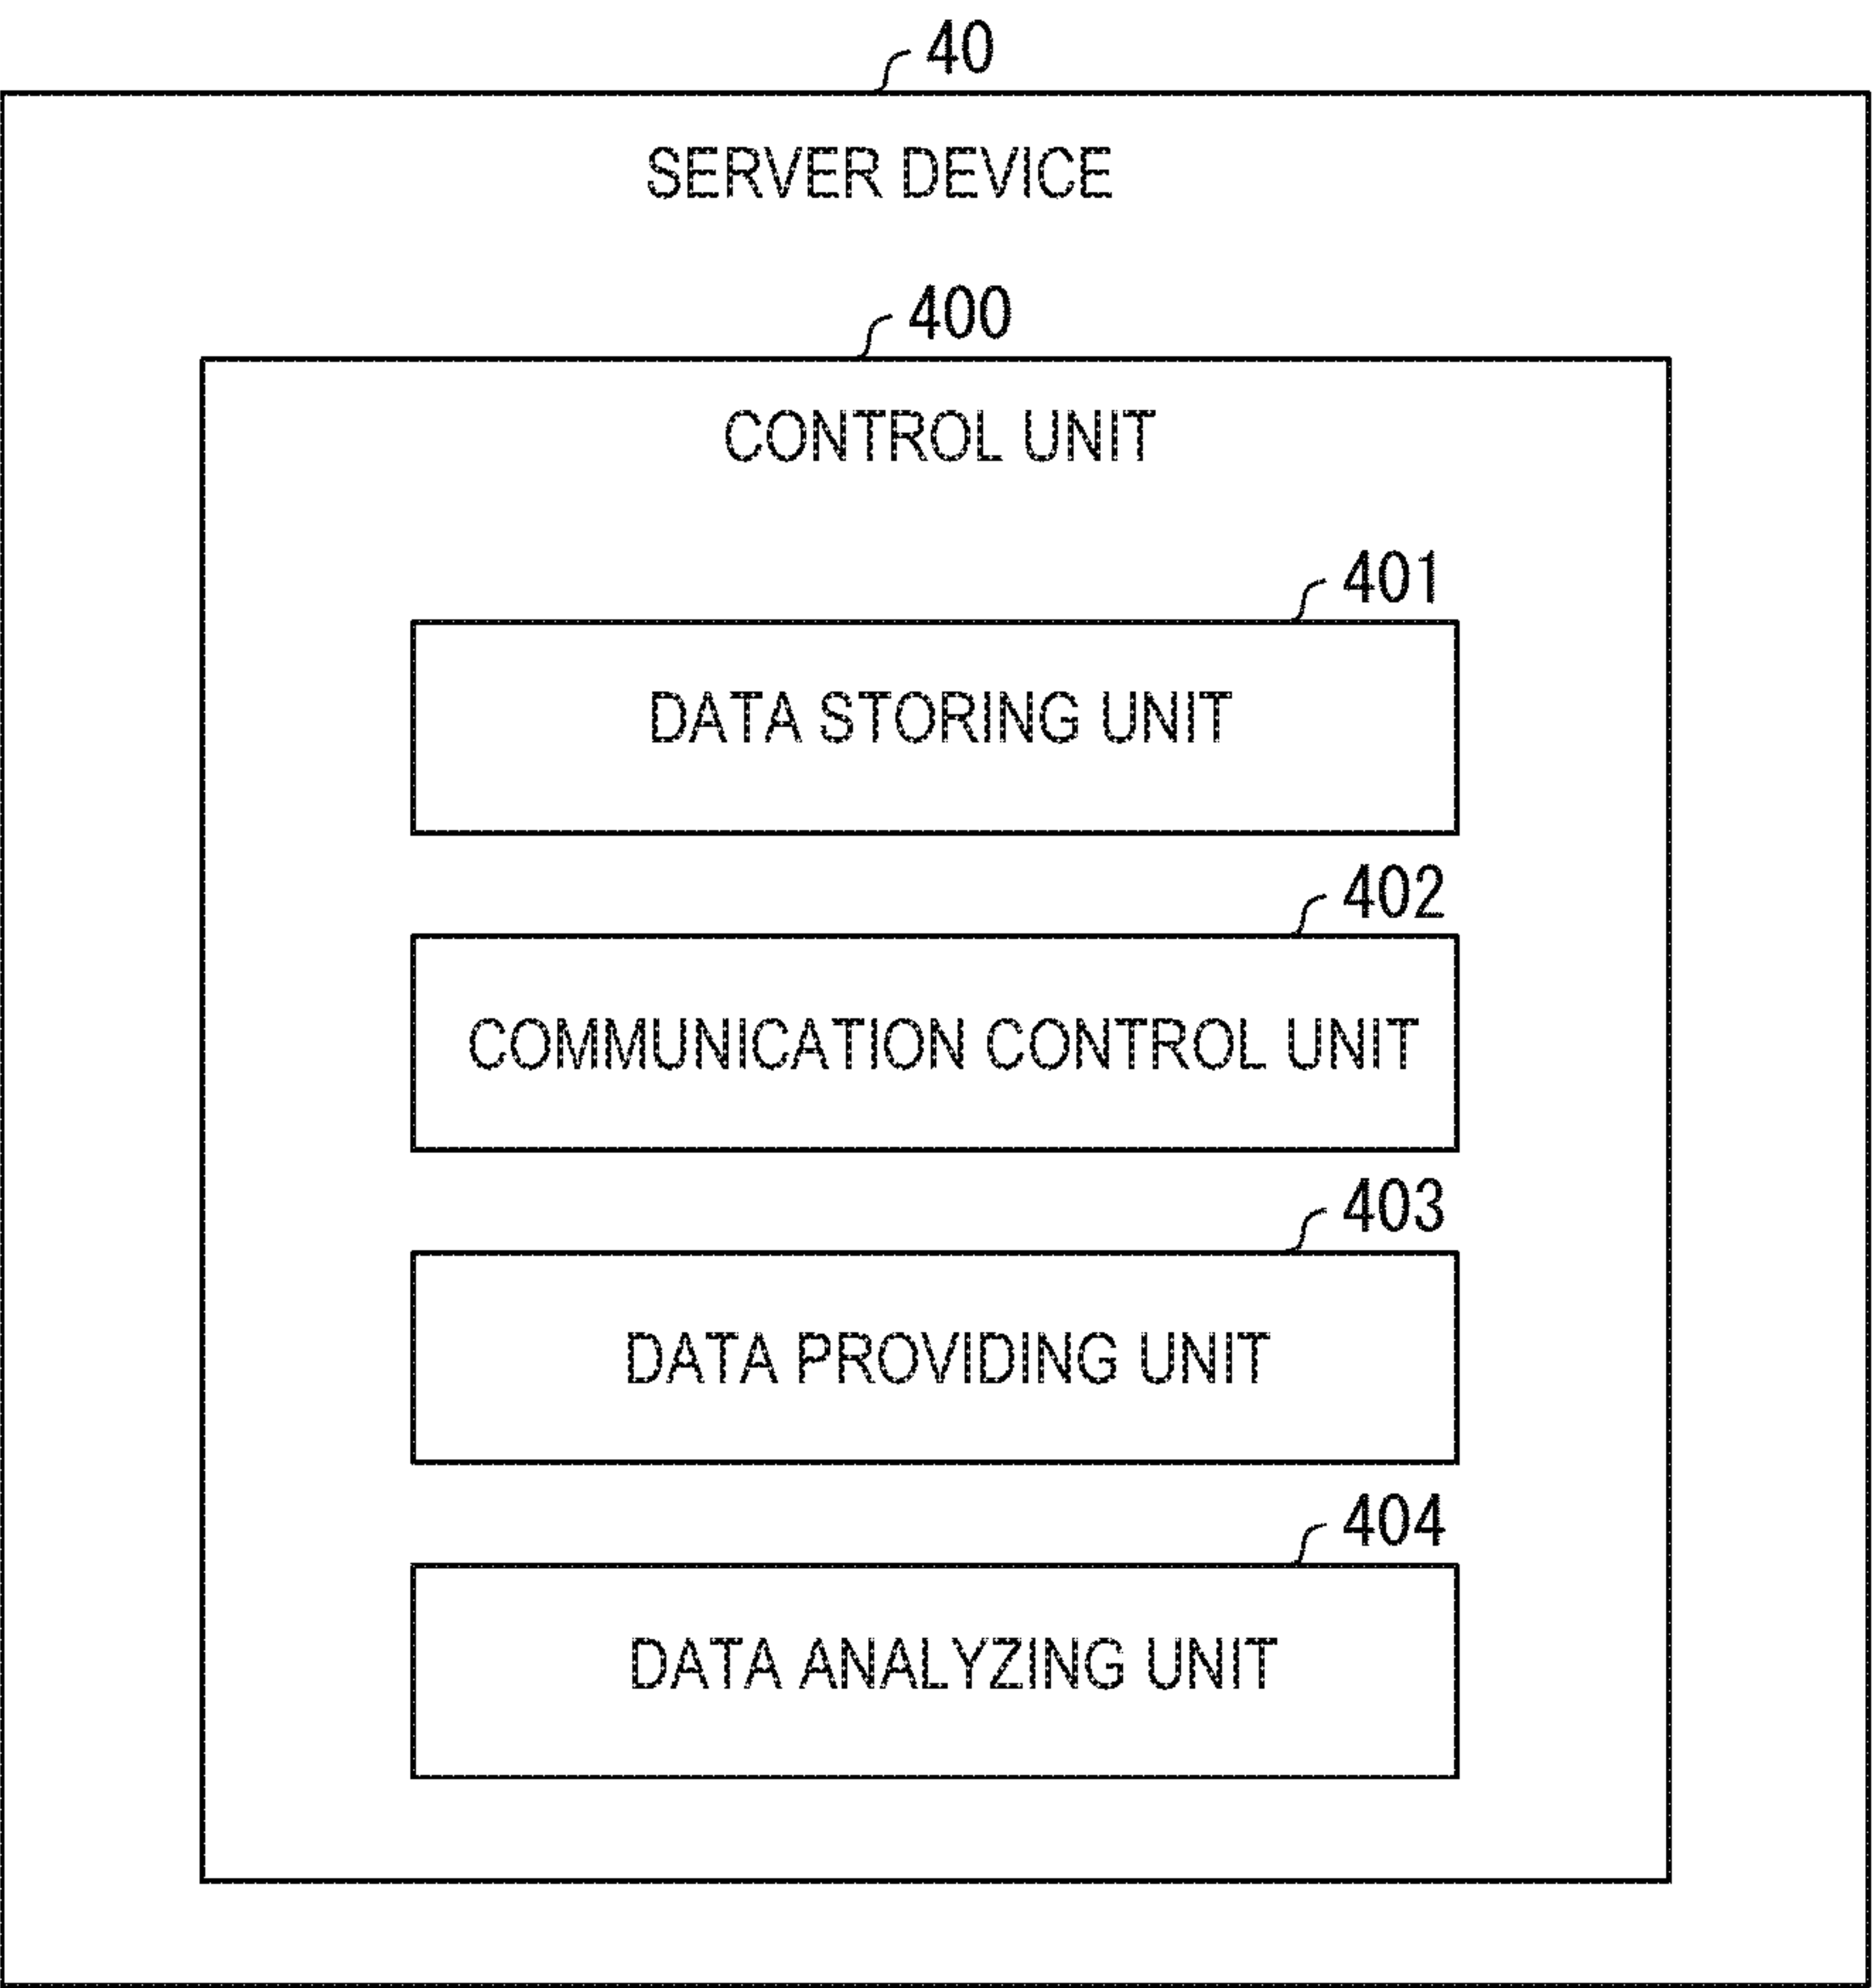 40
SERVER DEVICE
400
CONTROL UNIT
401
DATA STORING UNIT
402
COMMUNICATION CONTROL UNIT
403
DATA PROVIDING UNIT
404
DATA ANALYZING UNIT